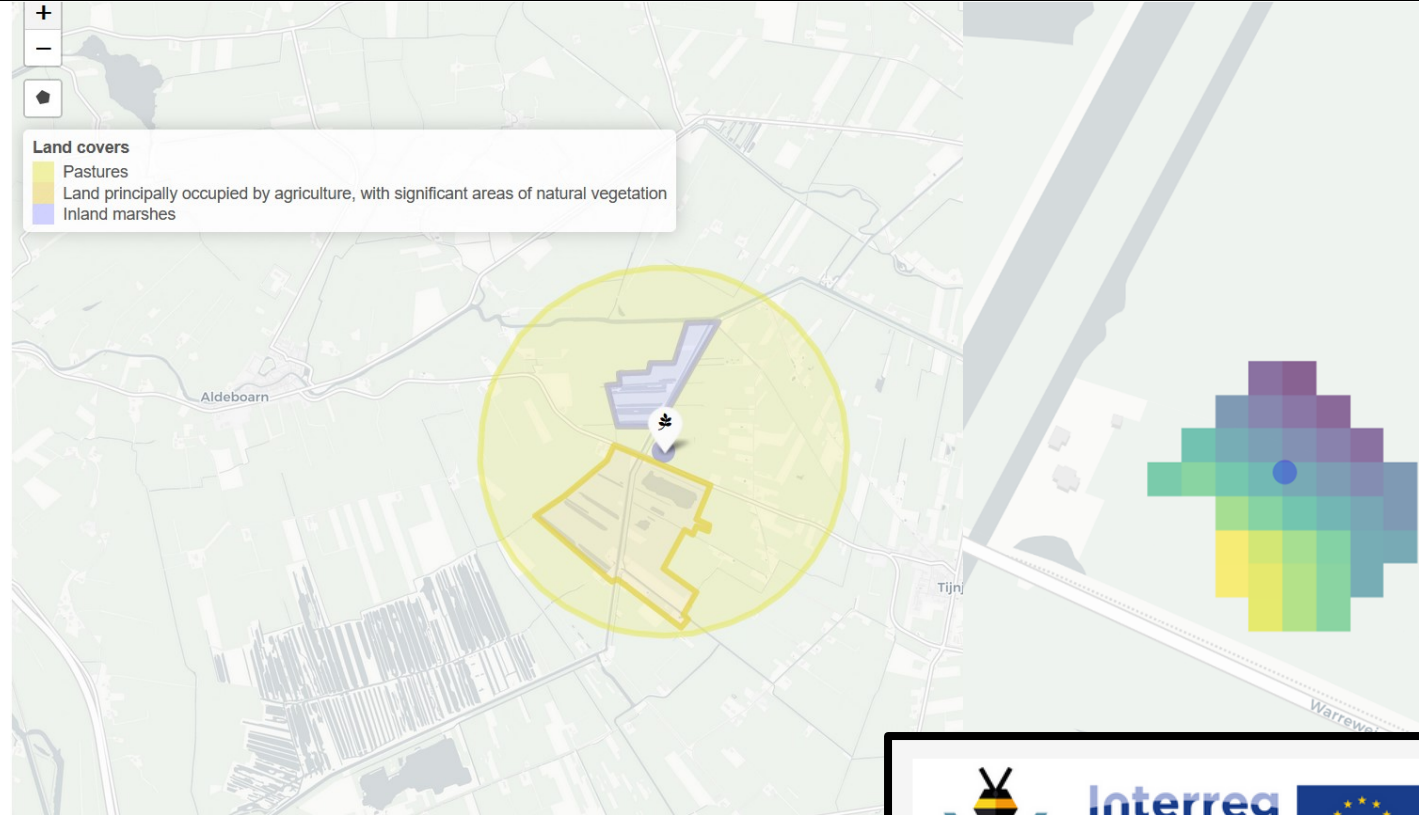 +
−
Land covers
Pastures
Land principally occupied by agriculture, with significant areas of natural vegetation
Inland marshes
Aldeboarn
Interreg